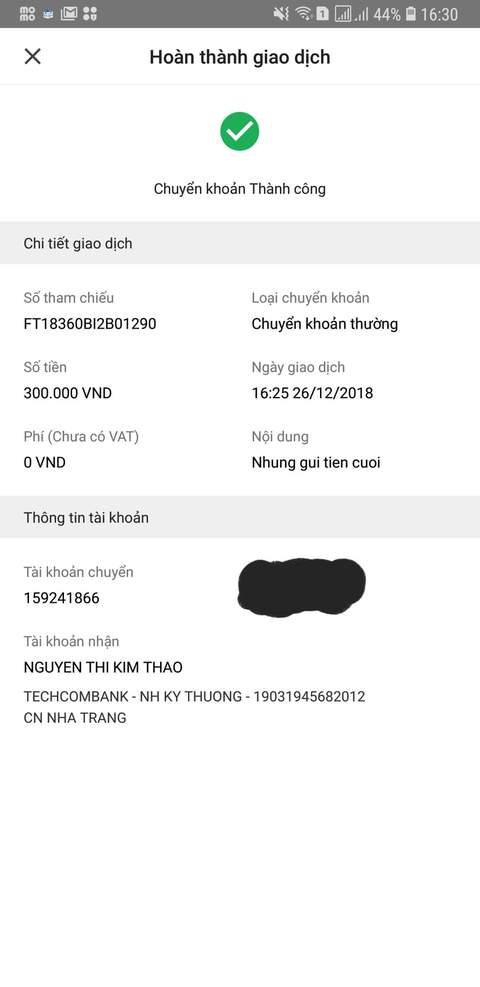 44% 16:30
Hoàn thành giao dịch
Chuyển khoản Thành công
Chi tiết giao dịch
Số tham chiếu
Loại chuyển khoản
FT18360BI2B01290
Chuyển khoản thường
Số tiền
Ngày giao dịch
300.000 VND
16:25 26/12/2018
Phí (Chưa có VAT)
Nội dung
0 VND
Nhung gui tien cuoi
Thông tin tài khoản
Tài khoản chuyển
159241866
Tài khoản nhận
NGUYEN THI KIM THAO
TECHCOMBANK - NH KY THUONG - 19031945682012
CN NHA TRANG